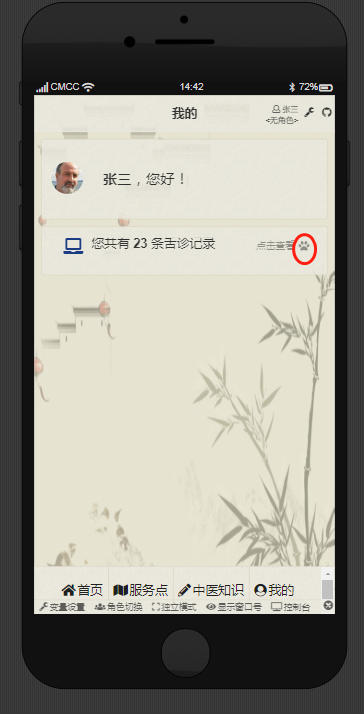 CMCC 14:42 72%
我的
张三
<无角色>
张三，您好！
您共有 23 条舌诊记录 点击查看
首页 服务点 中医知识 我的
变量设置 角色切换 独立模式 显示窗口号 控制台